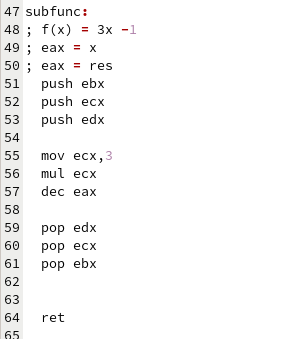 47 subfunc:
48 ; f(x) = 3x -1
49 ; eax = x
50 ; eax = res
51 push ebx
52 push ecx
53 push edx
54
55 mov ecx,3
56 mul ecx
57 dec eax
58
59 pop edx
60 pop ecx
61 pop ebx
62
63
64 ret
65